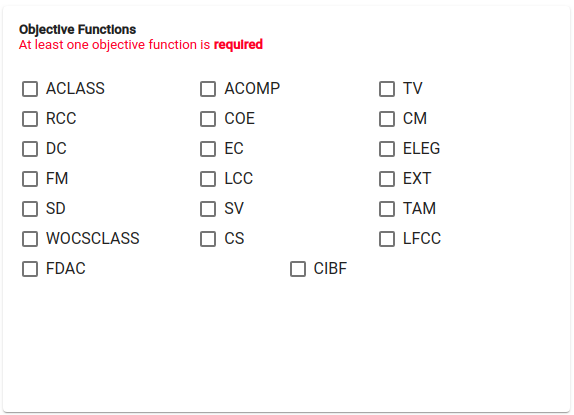 Objective Functions
At least one objective function is required
ACLASS ACOMP TV
RCC COE CM
DC EC ELEG
FM LCC EXT
SD SV TAM
WOCSCLASS CS LFCC
FDAC CIBF